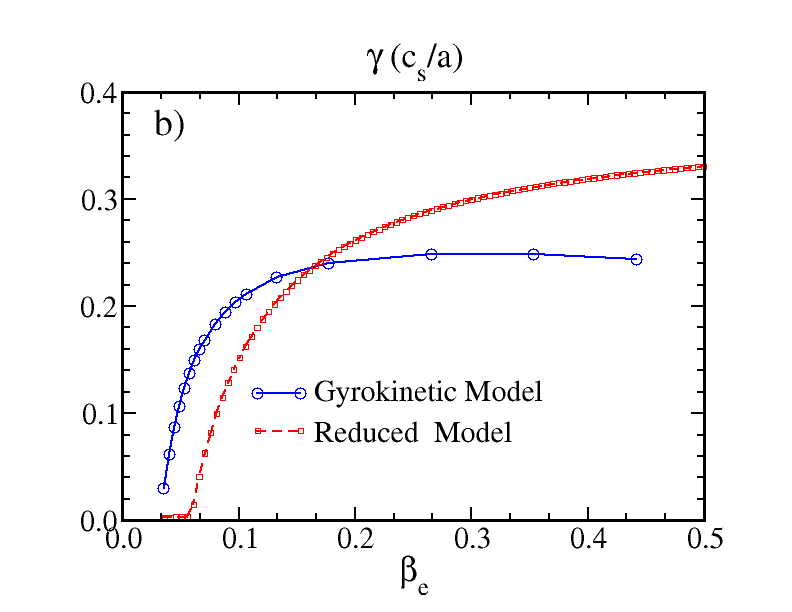 γ (c_s/a)
b)
0.4
0.3
0.2
0.1
0.0
Gyrokinetic Model
Reduced Model
0.0 0.1 0.2 0.3 0.4 0.5
β_e